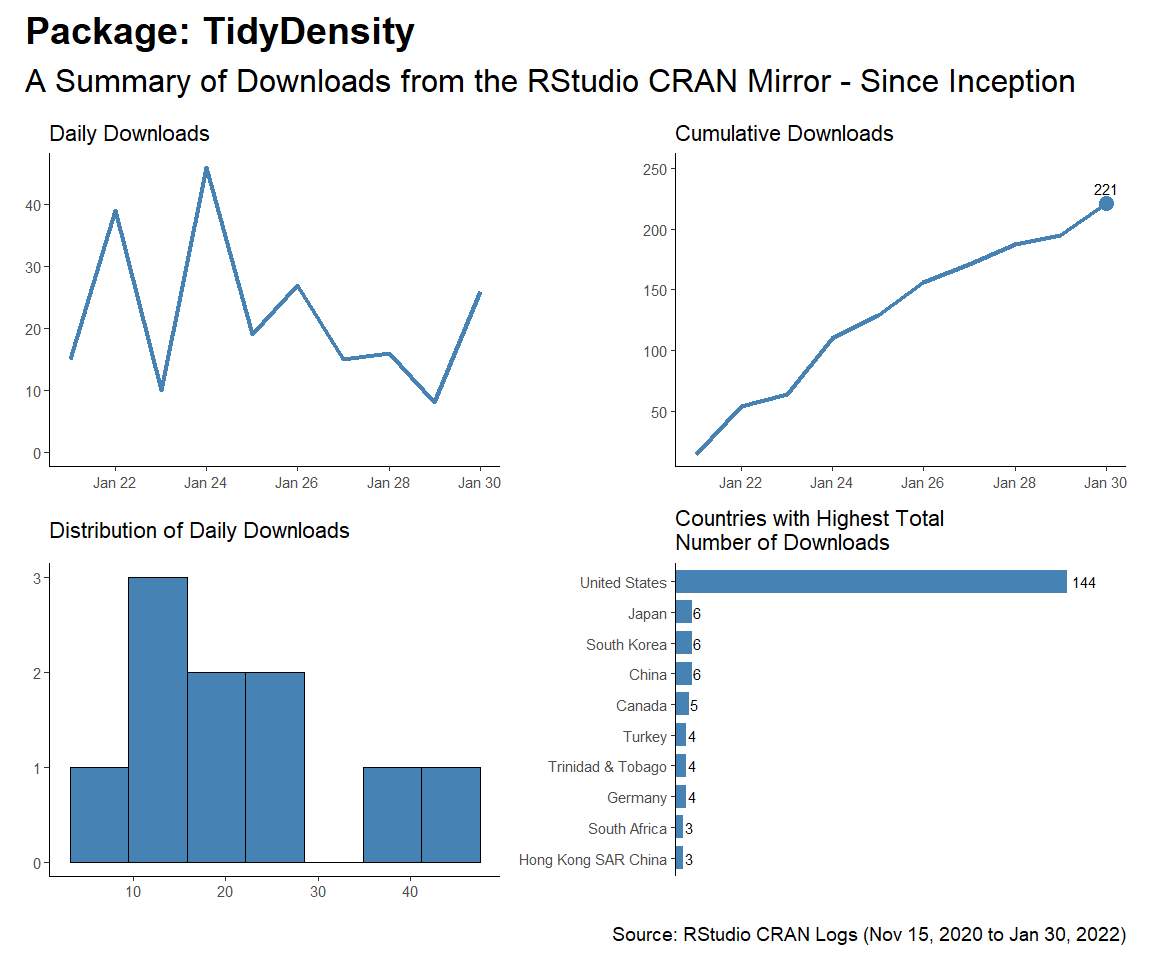 Package: TidyDensity
A Summary of Downloads from the RStudio CRAN Mirror - Since Inception
Daily Downloads
40
30
20
10
0
Jan 22 Jan 24 Jan 26 Jan 28 Jan 30
Cumulative Downloads
250
200
150
100
50
221
Jan 22 Jan 24 Jan 26 Jan 28 Jan 30
Distribution of Daily Downloads
3
2
1
0
10 20 30 40
Countries with Highest Total
Number of Downloads
United States 144
Japan 6
South Korea 6
China 6
Canada 5
Turkey 4
Trinidad & Tobago 4
Germany 4
South Africa 3
Hong Kong SAR China 3
Source: RStudio CRAN Logs (Nov 15, 2020 to Jan 30, 2022)